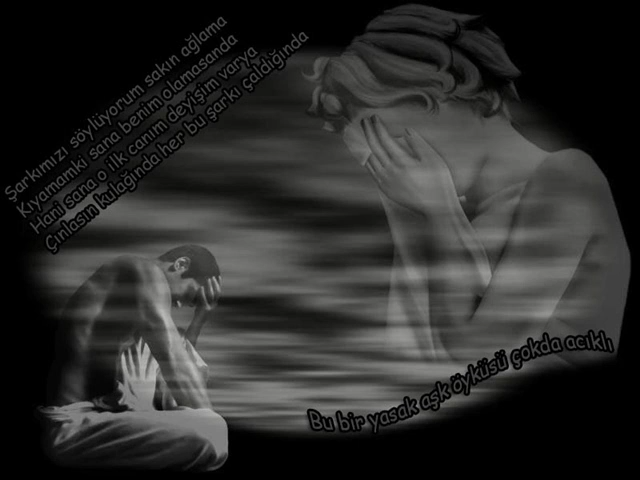 Şarkımızı söylüyorum sakın ağlama
Kıyamamki sana benim olamasanda
Hani sana o ilk canım deyişim varya
Çınlasın kulağında her bu şarkı çaldığında
Bu bir yasak aşk öyküsü çokda acıklı